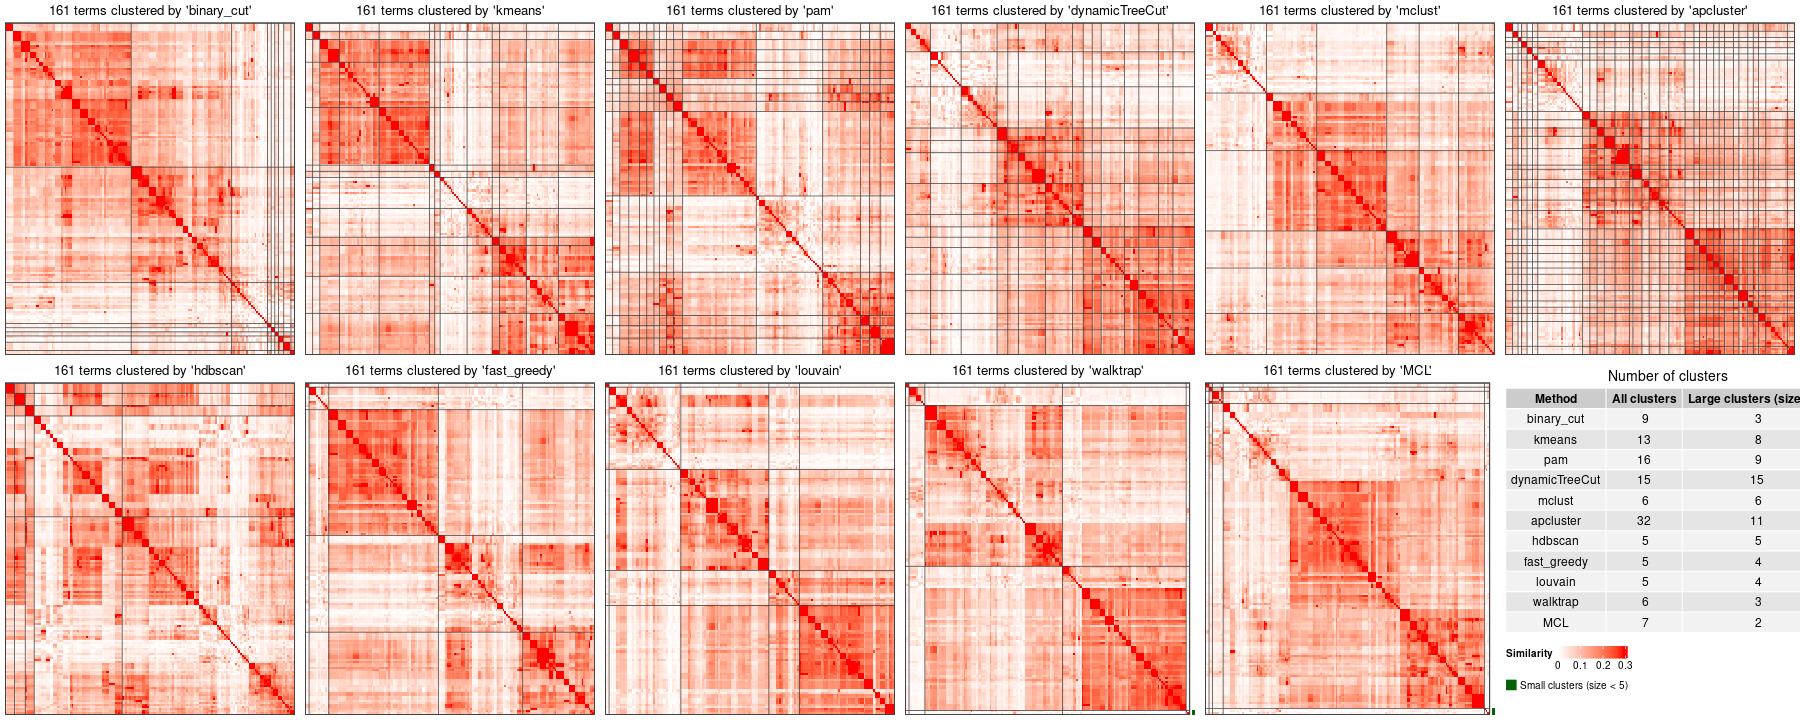 161 terms clustered by 'binary_cut'
161 terms clustered by 'kmeans'
161 terms clustered by 'pam'
161 terms clustered by 'dynamicTreeCut'
161 terms clustered by 'mclust'
161 terms clustered by 'apcluster'
161 terms clustered by 'hdbscan'
161 terms clustered by 'fast_greedy'
161 terms clustered by 'louvain'
161 terms clustered by 'walktrap'
161 terms clustered by 'MCL'
Number of clusters
Method All clusters Large clusters (size
binary_cut 9 3
kmeans 13 8
pam 16 9
dynamicTreeCut 15 15
mclust 6 6
apcluster 32 11
hdbscan 5 5
fast_greedy 5 4
louvain 5 4
walktrap 6 3
MCL 7 2
Similarity
0 0.1 0.2 0.3
Small clusters (size < 5)